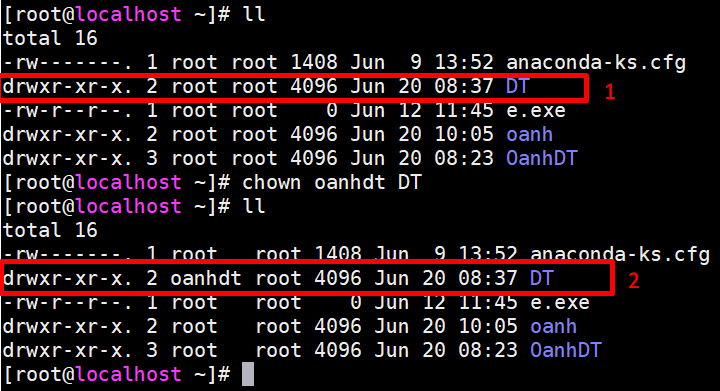 [root@localhost ~]# ll
total 16
-rw-------. 1 root root 1408 Jun  9 13:52 anaconda-ks.cfg
drwxr-xr-x. 2 root root 4096 Jun 20 08:37 DT 1
-rw-r--r--. 1 root root    0 Jun 12 11:45 e.exe
drwxr-xr-x. 2 root root 4096 Jun 20 10:05 oanh
drwxr-xr-x. 3 root root 4096 Jun 20 08:23 OanhDT
[root@localhost ~]# chown oanhdt DT
[root@localhost ~]# ll
total 16
-rw-------. 1 root   root 1408 Jun  9 13:52 anaconda-ks.cfg
drwxr-xr-x. 2 oanhdt root 4096 Jun 20 08:37 DT 2
-rw-r--r--. 1 root   root    0 Jun 12 11:45 e.exe
drwxr-xr-x. 2 root   root 4096 Jun 20 10:05 oanh
drwxr-xr-x. 3 root   root 4096 Jun 20 08:23 OanhDT
[root@localhost ~]#